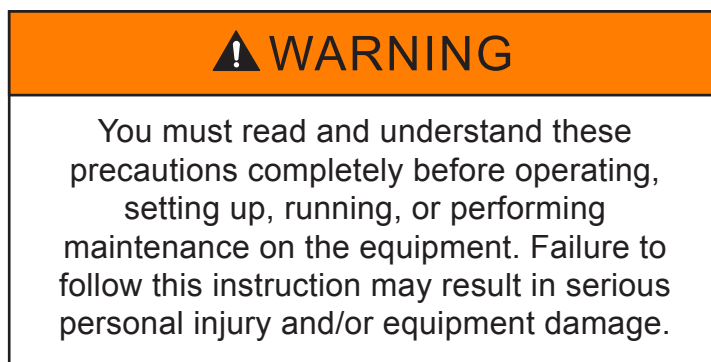 WARNING
You must read and understand these
precautions completely before operating,
setting up, running, or performing
maintenance on the equipment. Failure to
follow this instruction may result in serious
personal injury and/or equipment damage.